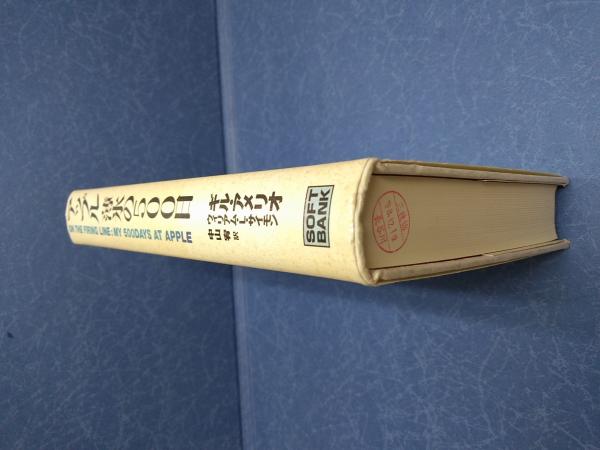 アップル 薄氷の500日
ON THE FIRING LINE: MY 500DAYS AT APPLE
ギル・アメリオ
ウィリアム・L・サイモン
中山 宥 訳
SOFT
BANK